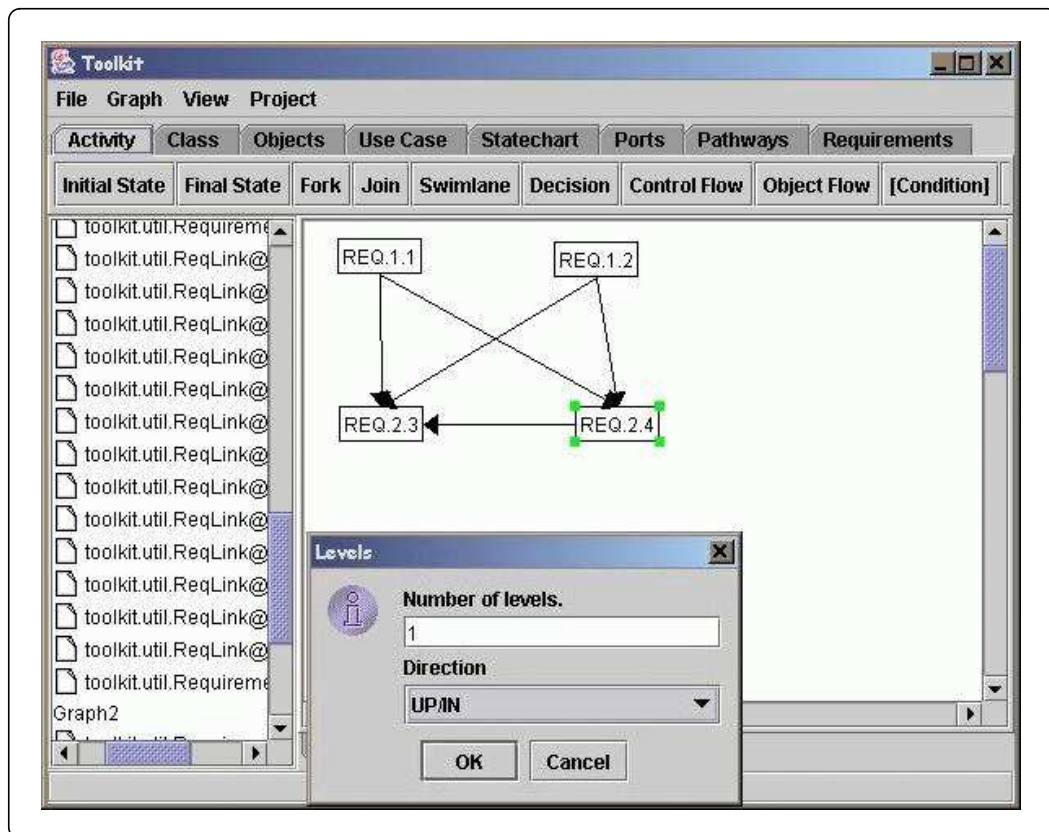 Toolkit
File Graph View Project
Activity Class Objects Use Case Statechart Ports Pathways Requirements
Initial State Final State Fork Join Swimlane Decision Control Flow Object Flow [Condition]
toolkit.util.Requireme
toolkit.util.ReqLink@
toolkit.util.ReqLink@
toolkit.util.ReqLink@
toolkit.util.ReqLink@
toolkit.util.ReqLink@
toolkit.util.ReqLink@
toolkit.util.ReqLink@
toolkit.util.ReqLink@
toolkit.util.ReqLink@
toolkit.util.ReqLink@
toolkit.util.ReqLink@
toolkit.util.ReqLink@
toolkit.util.ReqLink@
toolkit.util.Requireme
Graph2
REQ.1.1 REQ.1.2
REQ.2.3 REQ.2.4
Levels
Number of levels.
1
Direction
UP/IN
OK Cancel